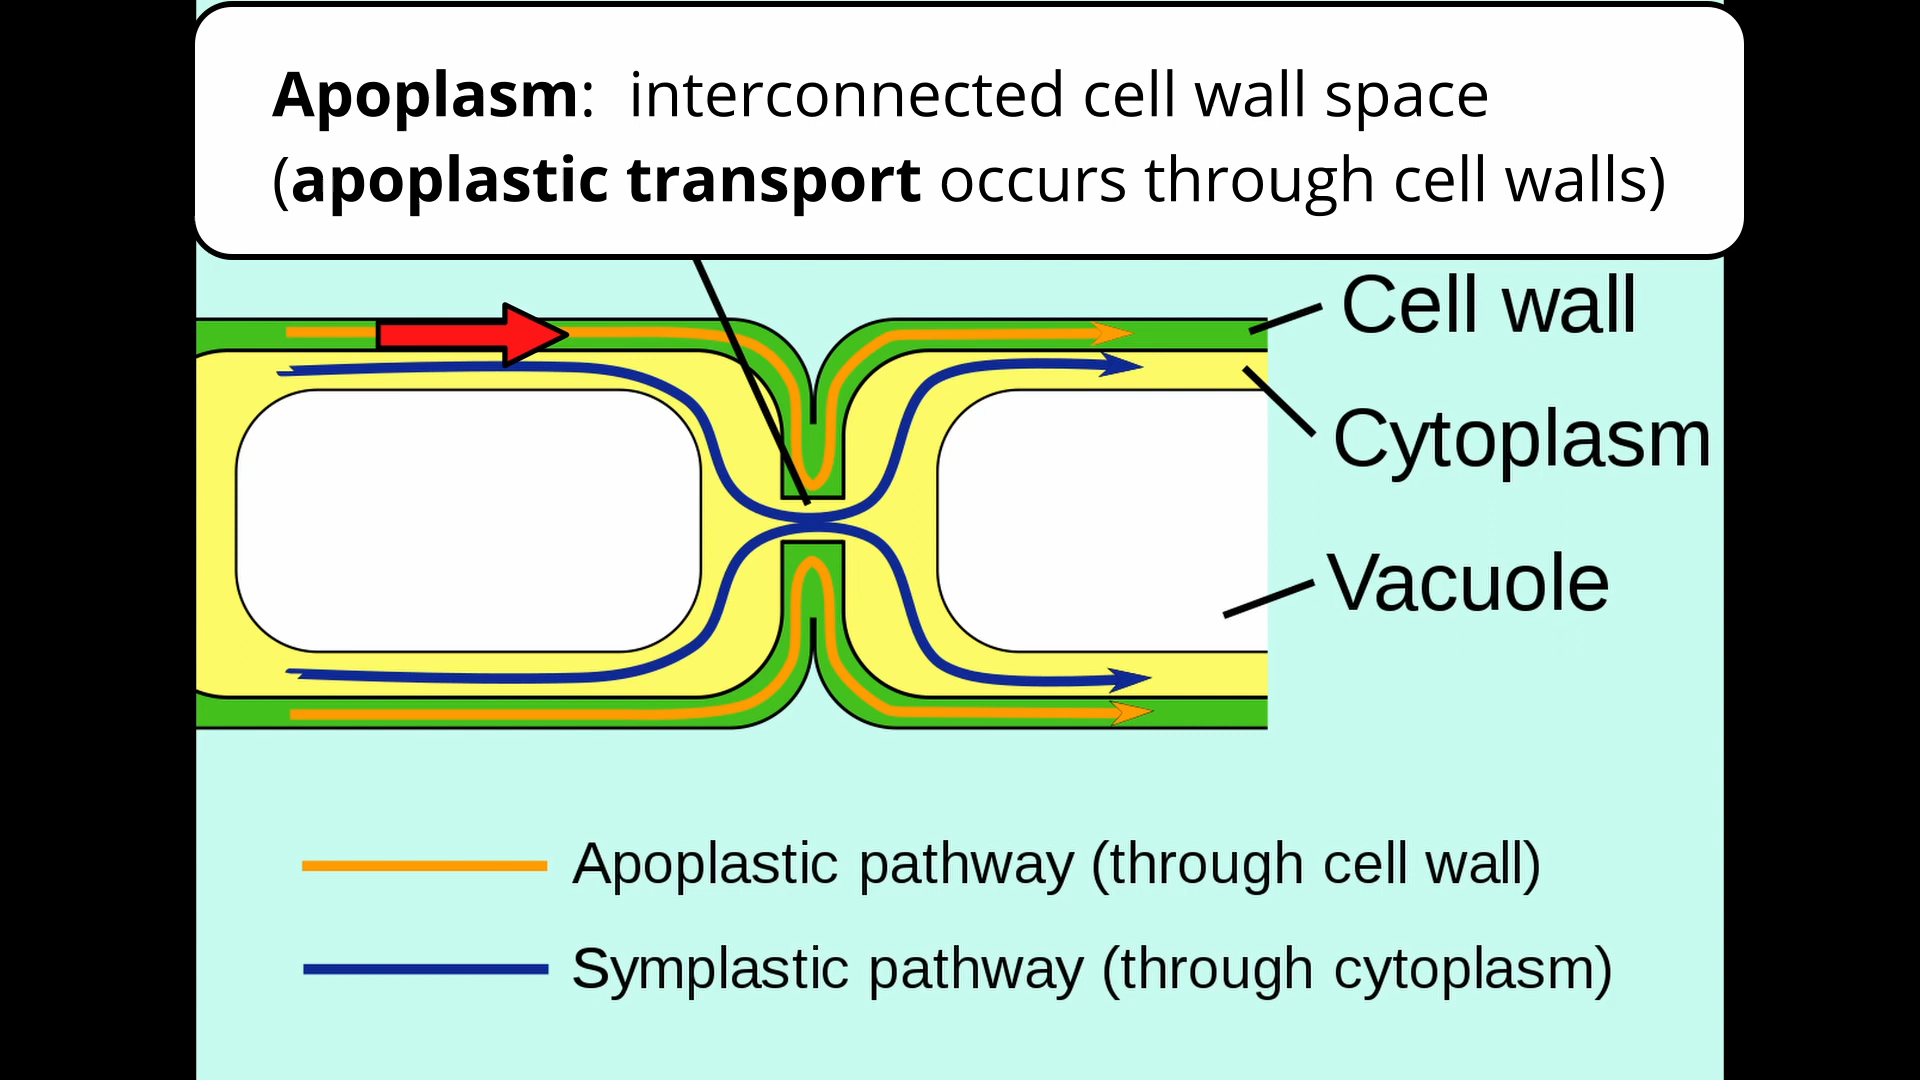 Apoplasm: interconnected cell wall space
(apoplastic transport occurs through cell walls)
Cell wall
Cytoplasm
Vacuole
Apoplastic pathway (through cell wall)
Symplastic pathway (through cytoplasm)